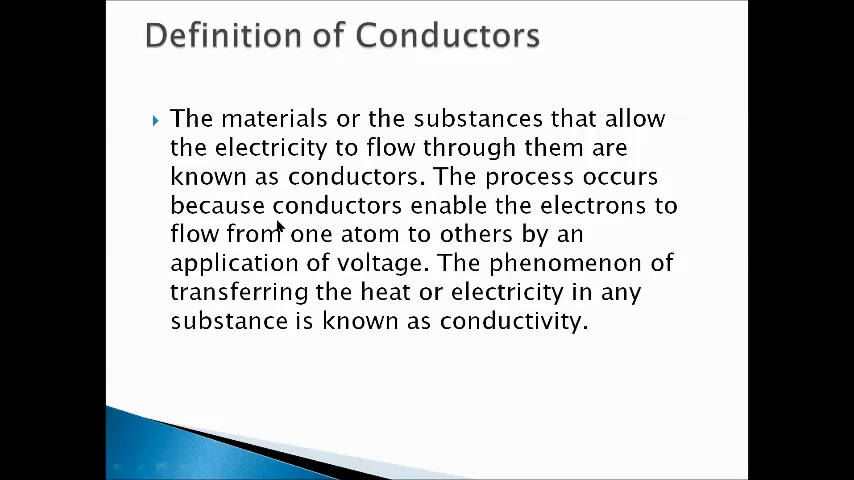 Definition of Conductors
The materials or the substances that allow
the electricity to flow through them are
known as conductors. The process occurs
because conductors enable the electrons to
flow from one atom to others by an
application of voltage. The phenomenon of
transferring the heat or electricity in any
substance is known as conductivity.